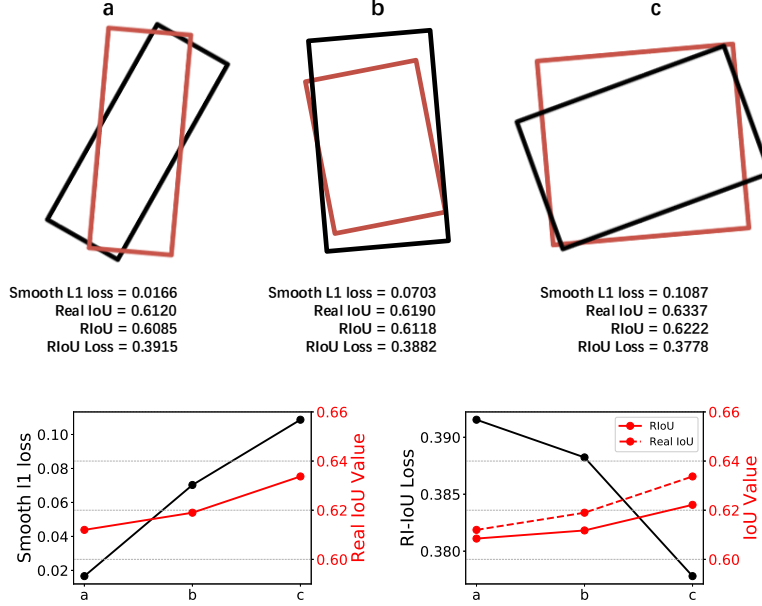 a
b
c
Smooth L1 loss = 0.0166
Real IoU = 0.6120
RIoU = 0.6085
RIoU Loss = 0.3915
Smooth L1 loss = 0.0703
Real IoU = 0.6190
RIoU = 0.6118
RIoU Loss = 0.3882
Smooth L1 loss = 0.1087
Real IoU = 0.6337
RIoU = 0.6222
RIoU Loss = 0.3778
Smooth l1 loss
0.10
0.08
0.06
0.04
0.02
a
b
c
0.66
0.64
0.62
0.60
Real IoU Value
RI-IoU Loss
0.390
0.385
0.380
a
b
c
RIoU
Real IoU
0.66
0.64
0.62
0.60
IoU Value